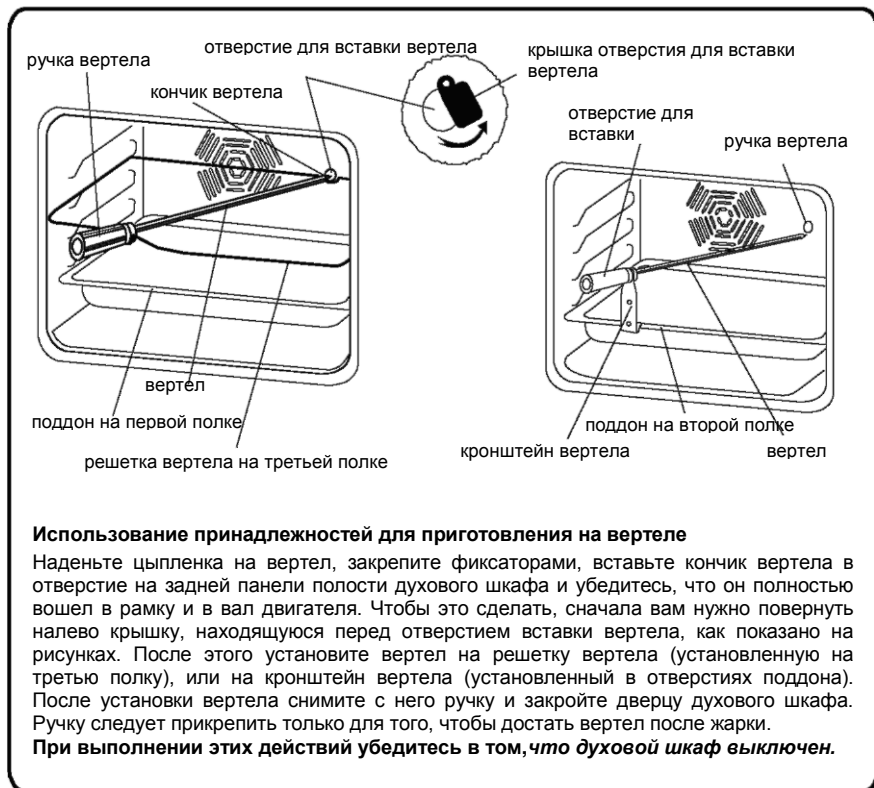 ручка вертела
отверстие для вставки вертела
крышка отверстия для вставки
вертела
кончик вертела
отверстие для
вставки
ручка вертела
вертел
поддон на первой полке
решетка вертела на третьей полке
поддон на второй полке
кронштейн вертела
вертел
Использование принадлежностей для приготовления на вертеле
Наденьте цыпленка на вертел, закрепите фиксаторами, вставьте кончик вертела в
отверстие на задней панели полости духового шкафа и убедитесь, что он полностью
вошел в рамку и в вал двигателя. Чтобы это сделать, сначала вам нужно повернуть
налево крышку, находящуюся перед отверстием вставки вертела, как показано на
рисунках. После этого установите вертел на решетку вертела (установленную на
третью полку), или на кронштейн вертела (установленный в отверстиях поддона).
После установки вертела снимите с него ручку и закройте дверцу духового шкафа.
Ручку следует прикрепить только для того, чтобы достать вертел после жарки.
При выполнении этих действий убедитесь в том,что духовой шкаф выключен.